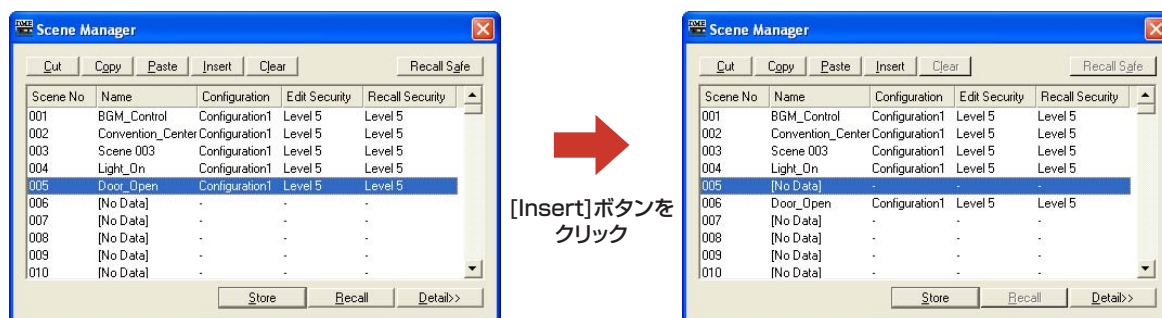 DME Scene Manager
Cut Copy Paste Insert Clear Recall Safe
Scene No Name Configuration Edit Security Recall Security
001 BGM_Control Configuration1 Level 5 Level 5
002 Convention_Center Configuration1 Level 5 Level 5
003 Scene 003 Configuration1 Level 5 Level 5
004 Light_On Configuration1 Level 5 Level 5
005 Door_Open Configuration1 Level 5 Level 5
006 [No Data] - - -
007 [No Data] - - -
008 [No Data] - - -
009 [No Data] - - -
010 [No Data] - - -
Store Recall Detail>>
[Insert]ボタンを
クリック
DME Scene Manager
Cut Copy Paste Insert Clear Recall Safe
Scene No Name Configuration Edit Security Recall Security
001 BGM_Control Configuration1 Level 5 Level 5
002 Convention_Center Configuration1 Level 5 Level 5
003 Scene 003 Configuration1 Level 5 Level 5
004 Light_On Configuration1 Level 5 Level 5
005 [No Data] - - -
006 Door_Open Configuration1 Level 5 Level 5
007 [No Data] - - -
008 [No Data] - - -
009 [No Data] - - -
010 [No Data] - - -
Store Recall Detail>>